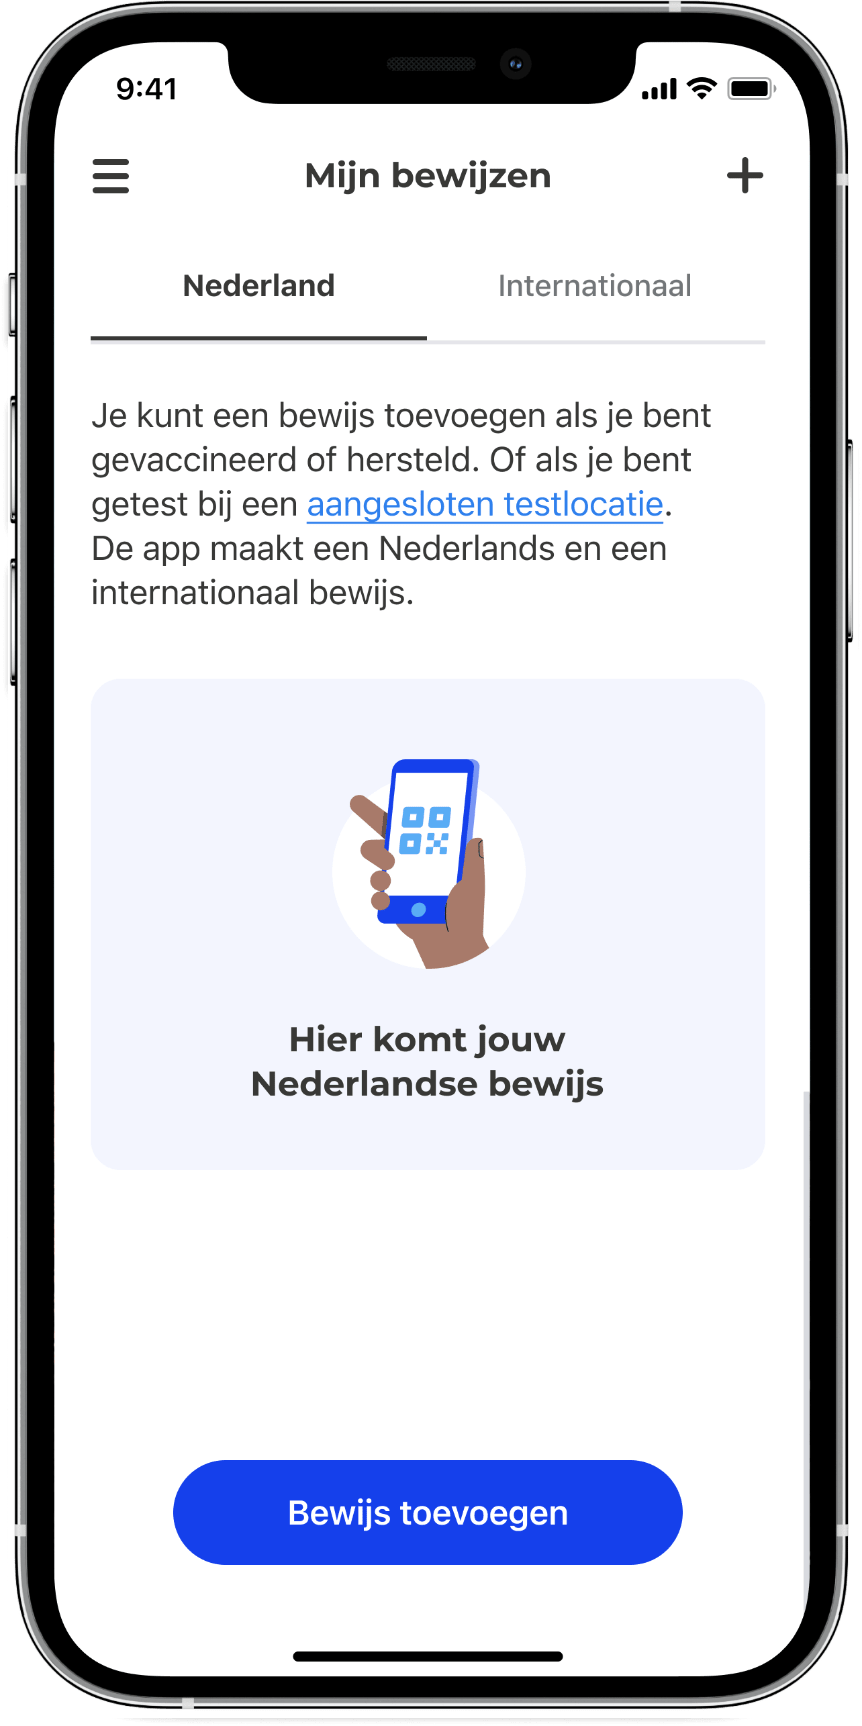 9:41
Mijn bewijzen
Nederland
Internationaal
Je kunt een bewijs toevoegen als je bent
gevaccineerd of hersteld. Of als je bent
getest bij een aangesloten testlocatie.
De app maakt een Nederlands en een
internationaal bewijs.
Hier komt jouw
Nederlandse bewijs
Bewijs toevoegen